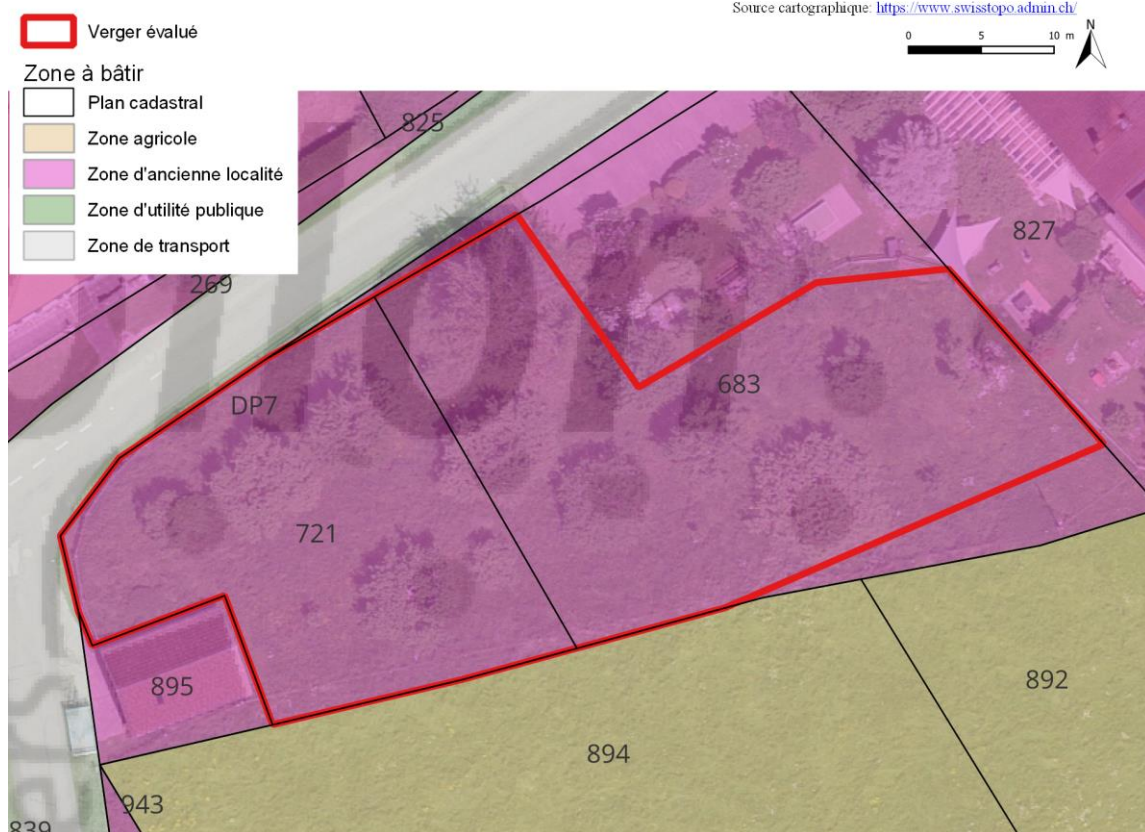 Source cartographique: https://www.swisstopo.admin.ch/
0 5 10 m
N
Verger évalué
Zone à bâtir
Plan cadastral
Zone agricole
Zone d'ancienne localité
Zone d'utilité publique
Zone de transport
825
827
269
683
DP7
721
895
892
894
943
839